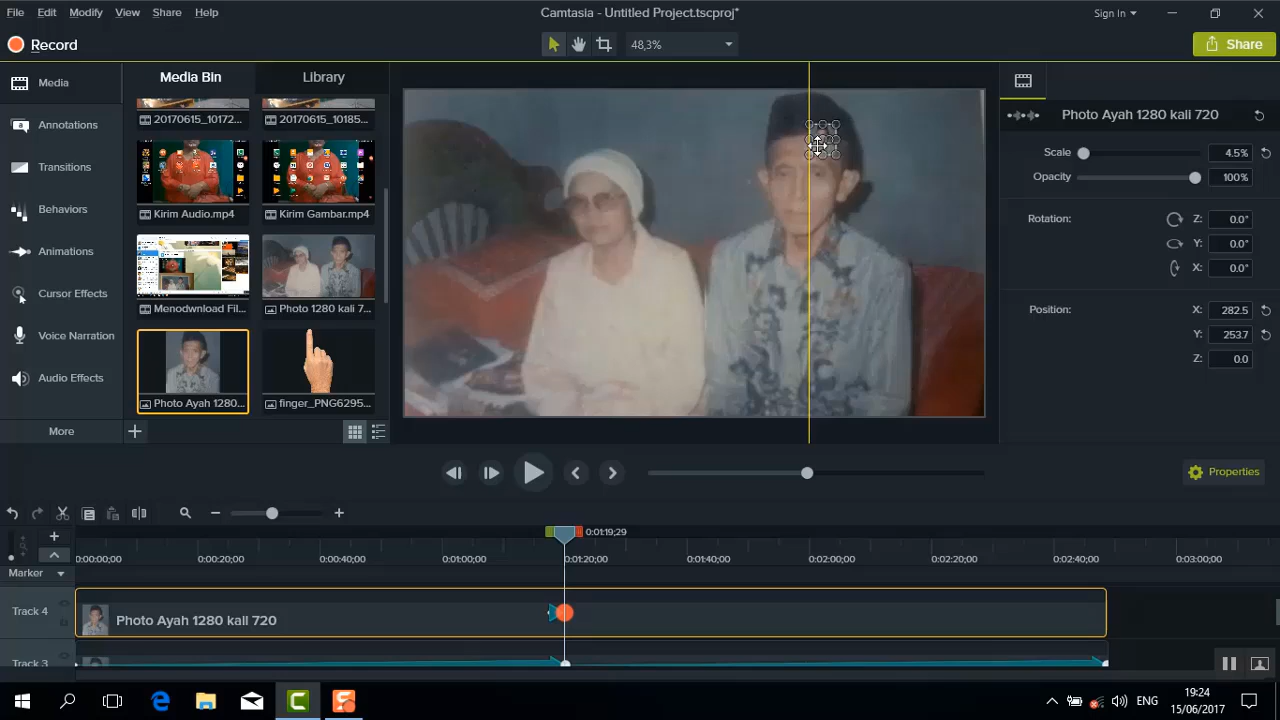 File Edit Modify View Share Help
Camtasia - Untitled Project.tscproj*
Sign In
Record
48,3%
Share
Media
Annotations
Transitions
Behaviors
Animations
Cursor Effects
Voice Narration
Audio Effects
More
Media Bin
Library
20170615_10172...
20170615_10185...
Kirim Audio.mp4
Kirim Gambar.mp4
Menodwnload Fil...
Photo 1280 kali 7...
Photo Ayah 1280...
finger_PNG6295...
Photo Ayah 1280 kali 720
Scale 4.5%
Opacity 100%
Rotation: Z: 0.0°
Y: 0.0°
X: 0.0°
Position: X: 282.5
Y: 253.7
Z: 0.0
Properties
0:01:19;29
0:00:00;00 0:00:20;00 0:00:40;00 0:01:00;00 0:01:20;00 0:01:40;00 0:02:00;00 0:02:20;00 0:02:40;00 0:03:00;00
Marker
Track 4
Photo Ayah 1280 kali 720
Track 3
ENG
19:24
15/06/2017